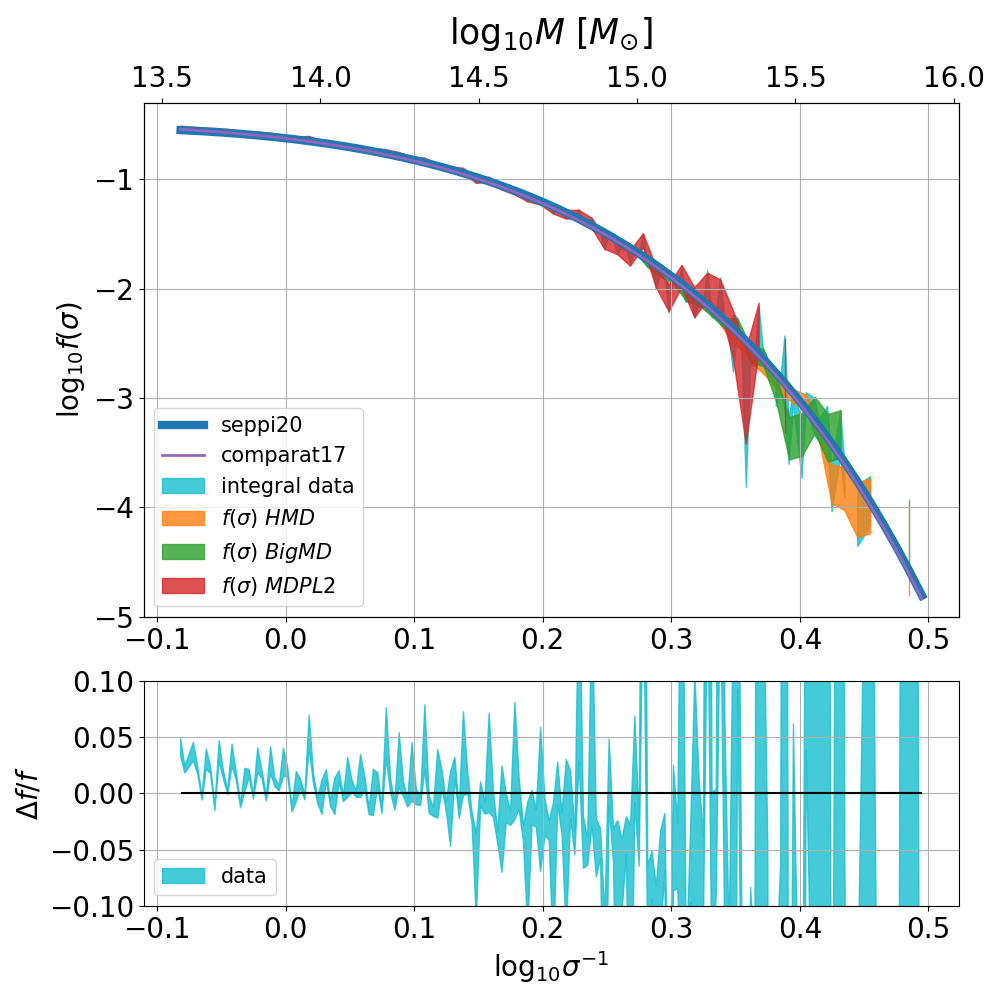 log₁₀M [M⊙]
13.5 14.0 14.5 15.0 15.5 16.0
log₁₀f(σ)
−1
−2
−3
−4
−5
seppi20
comparat17
integral data
f(σ) HMD
f(σ) BigMD
f(σ) MDPL2
−0.1 0.0 0.1 0.2 0.3 0.4 0.5
Δf/f
0.10
0.05
0.00
−0.05
−0.10
data
−0.1 0.0 0.1 0.2 0.3 0.4 0.5
log₁₀σ⁻¹